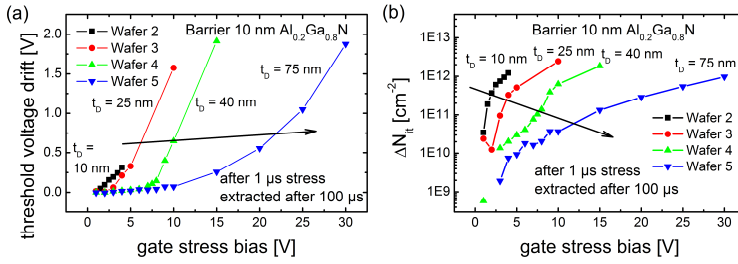 (a)
Barrier 10 nm Al0.2Ga0.8N
Wafer 2
Wafer 3
Wafer 4
Wafer 5
tD = 25 nm
tD = 40 nm
tD = 75 nm
tD =
10 nm
after 1 µs stress
extracted after 100 µs
threshold voltage drift [V]
2.0
1.5
1.0
0.5
0.0
0 5 10 15 20 25 30
gate stress bias [V]
(b)
Barrier 10 nm Al0.2Ga0.8N
tD = 10 nm
tD = 25 nm
tD = 40 nm
tD = 75 nm
Wafer 2
Wafer 3
Wafer 4
Wafer 5
after 1 µs stress
extracted after 100 µs
ΔNit [cm-2]
1E13
1E12
1E11
1E10
1E9
0 5 10 15 20 25 30
gate stress bias [V]